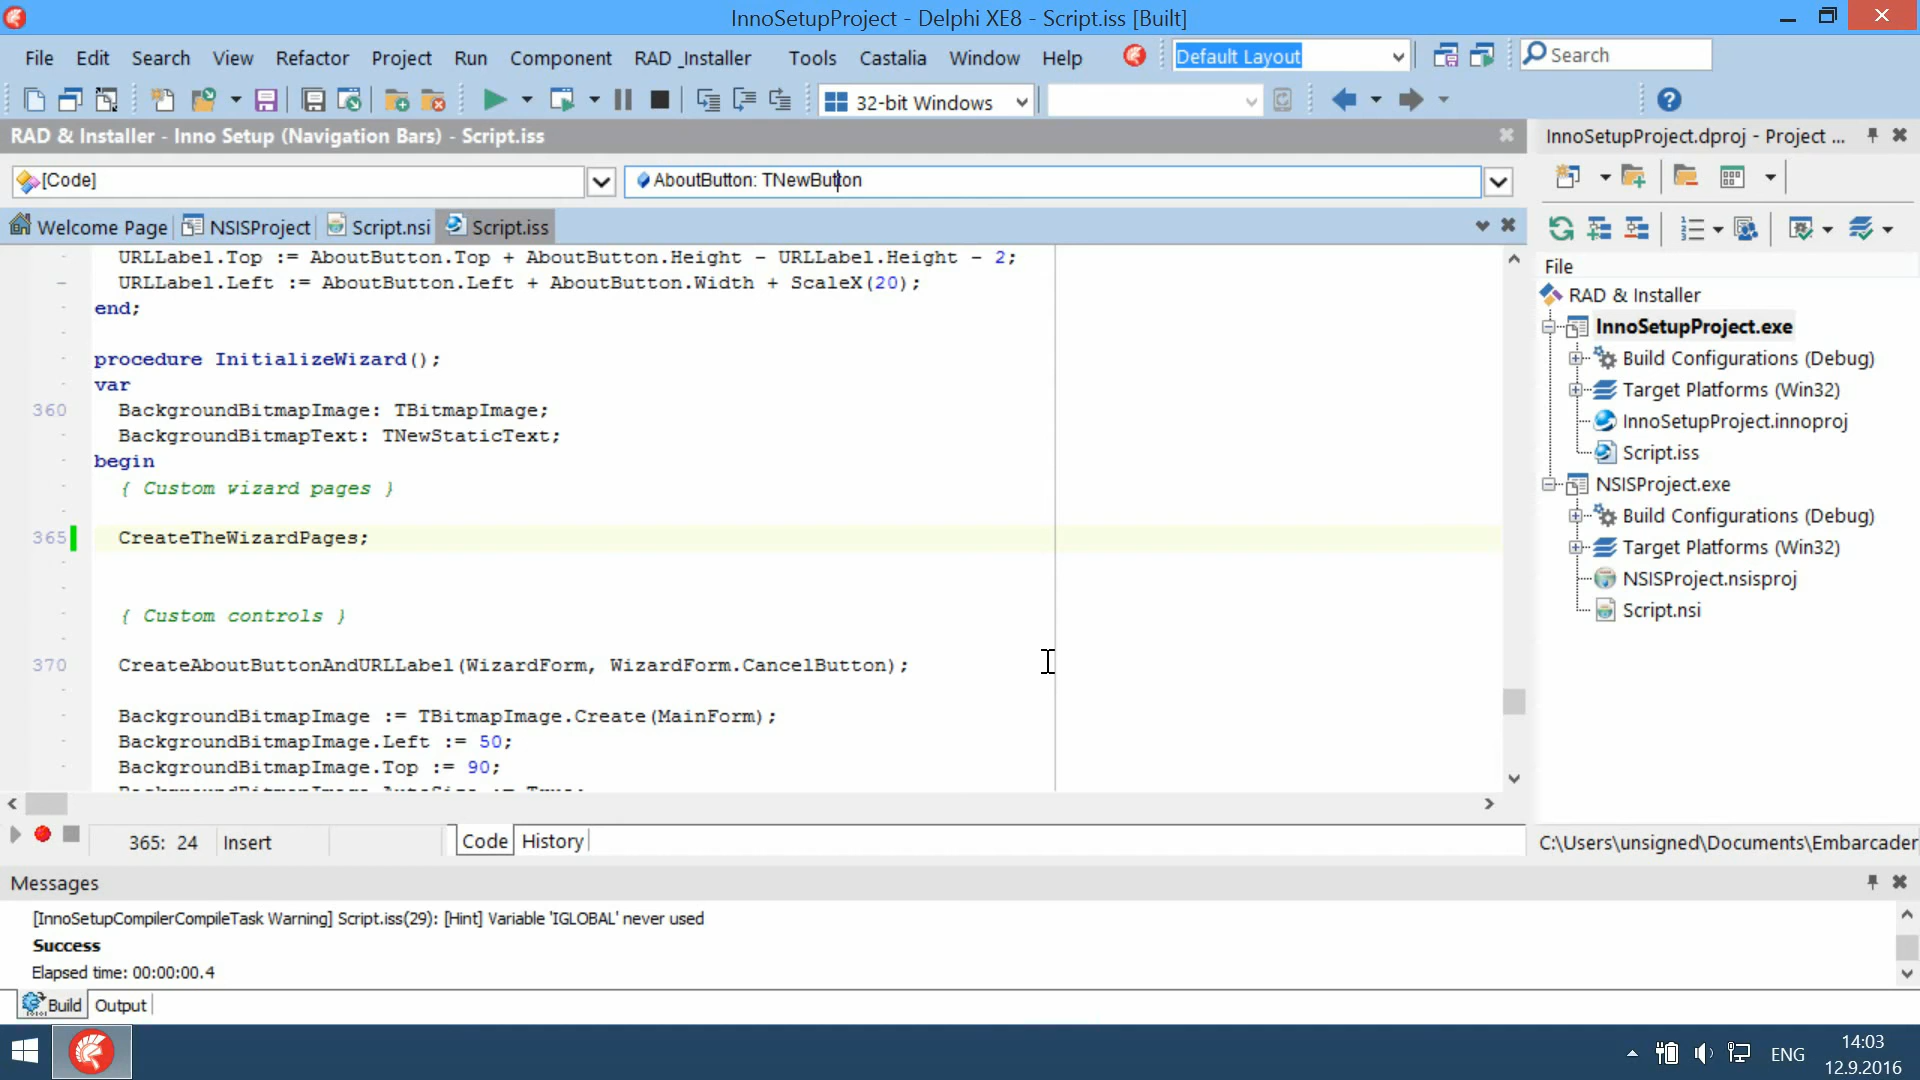 InnoSetupProject - Delphi XE8 - Script.iss [Built]
File Edit Search View Refactor Project Run Component RAD _Installer Tools Castalia Window Help Default Layout Search
32-bit Windows
RAD & Installer - Inno Setup (Navigation Bars) - Script.iss
[Code] AboutButton: TNewButton
Welcome Page NSISProject Script.nsi Script.iss
URLLabel.Top := AboutButton.Top + AboutButton.Height - URLLabel.Height - 2;
URLLabel.Left := AboutButton.Left + AboutButton.Width + ScaleX(20);
end;
procedure InitializeWizard();
var
360 BackgroundBitmapImage: TBitmapImage;
BackgroundBitmapText: TNewStaticText;
begin
{ Custom wizard pages }
365 CreateTheWizardPages;
{ Custom controls }
370 CreateAboutButtonAndURLLabel(WizardForm, WizardForm.CancelButton);
BackgroundBitmapImage := TBitmapImage.Create(MainForm);
BackgroundBitmapImage.Left := 50;
BackgroundBitmapImage.Top := 90;
BackgroundBitmapImage.AutoSize := True;
365: 24 Insert Code History
InnoSetupProject.dproj - Project ...
File
RAD & Installer
InnoSetupProject.exe
Build Configurations (Debug)
Target Platforms (Win32)
InnoSetupProject.innoproj
Script.iss
NSISProject.exe
Build Configurations (Debug)
Target Platforms (Win32)
NSISProject.nsisproj
Script.nsi
C:\Users\unsigned\Documents\Embarcader
Messages
[InnoSetupCompilerCompileTask Warning] Script.iss(29): [Hint] Variable 'IGLOBAL' never used
Success
Elapsed time: 00:00:00.4
Build Output
ENG
14:03
12.9.2016